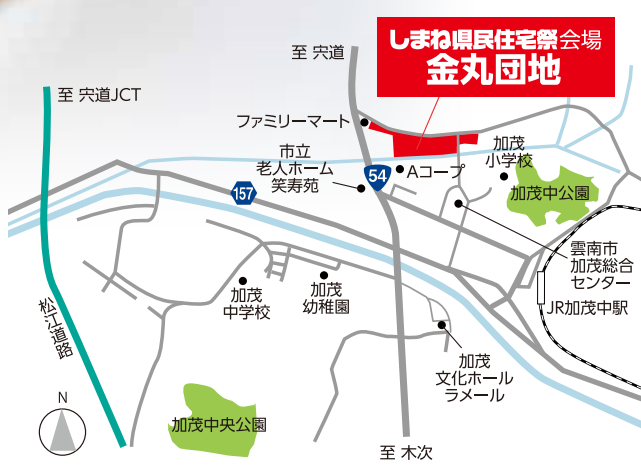 しまね県民住宅祭会場
金丸団地
至 宍道
至 宍道JCT
ファミリーマート
市立
老人ホーム
笑寿苑
54
Aコープ
加茂
小学校
加茂中公園
157
雲南市
加茂総合
センター
JR加茂中駅
加茂
中学校
加茂
幼稚園
松江道路
加茂
文化ホール
ラメール
加茂中央公園
N
至 木次